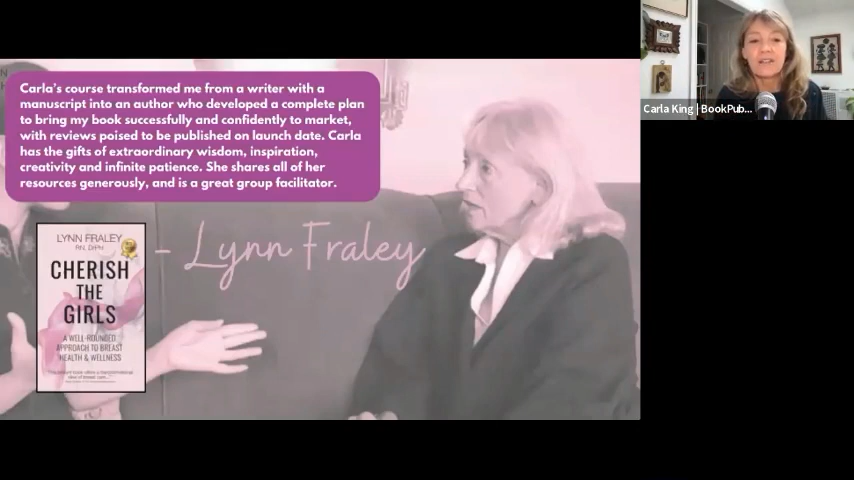 Carla's course transformed me from a writer with a
manuscript into an author who developed a complete plan
to bring my book successfully and confidently to market,
with reviews poised to be published on launch date. Carla
has the gifts of extraordinary wisdom, inspiration,
creativity and infinite patience. She shares all of her
resources generously, and is a great group facilitator.
- Lynn Fraley
LYNN FRALEY
RN, DrPH
CHERISH
THE
GIRLS
A WELL-ROUNDED
APPROACH TO BREAST
HEALTH & WELLNESS
Carla King | BookPub...